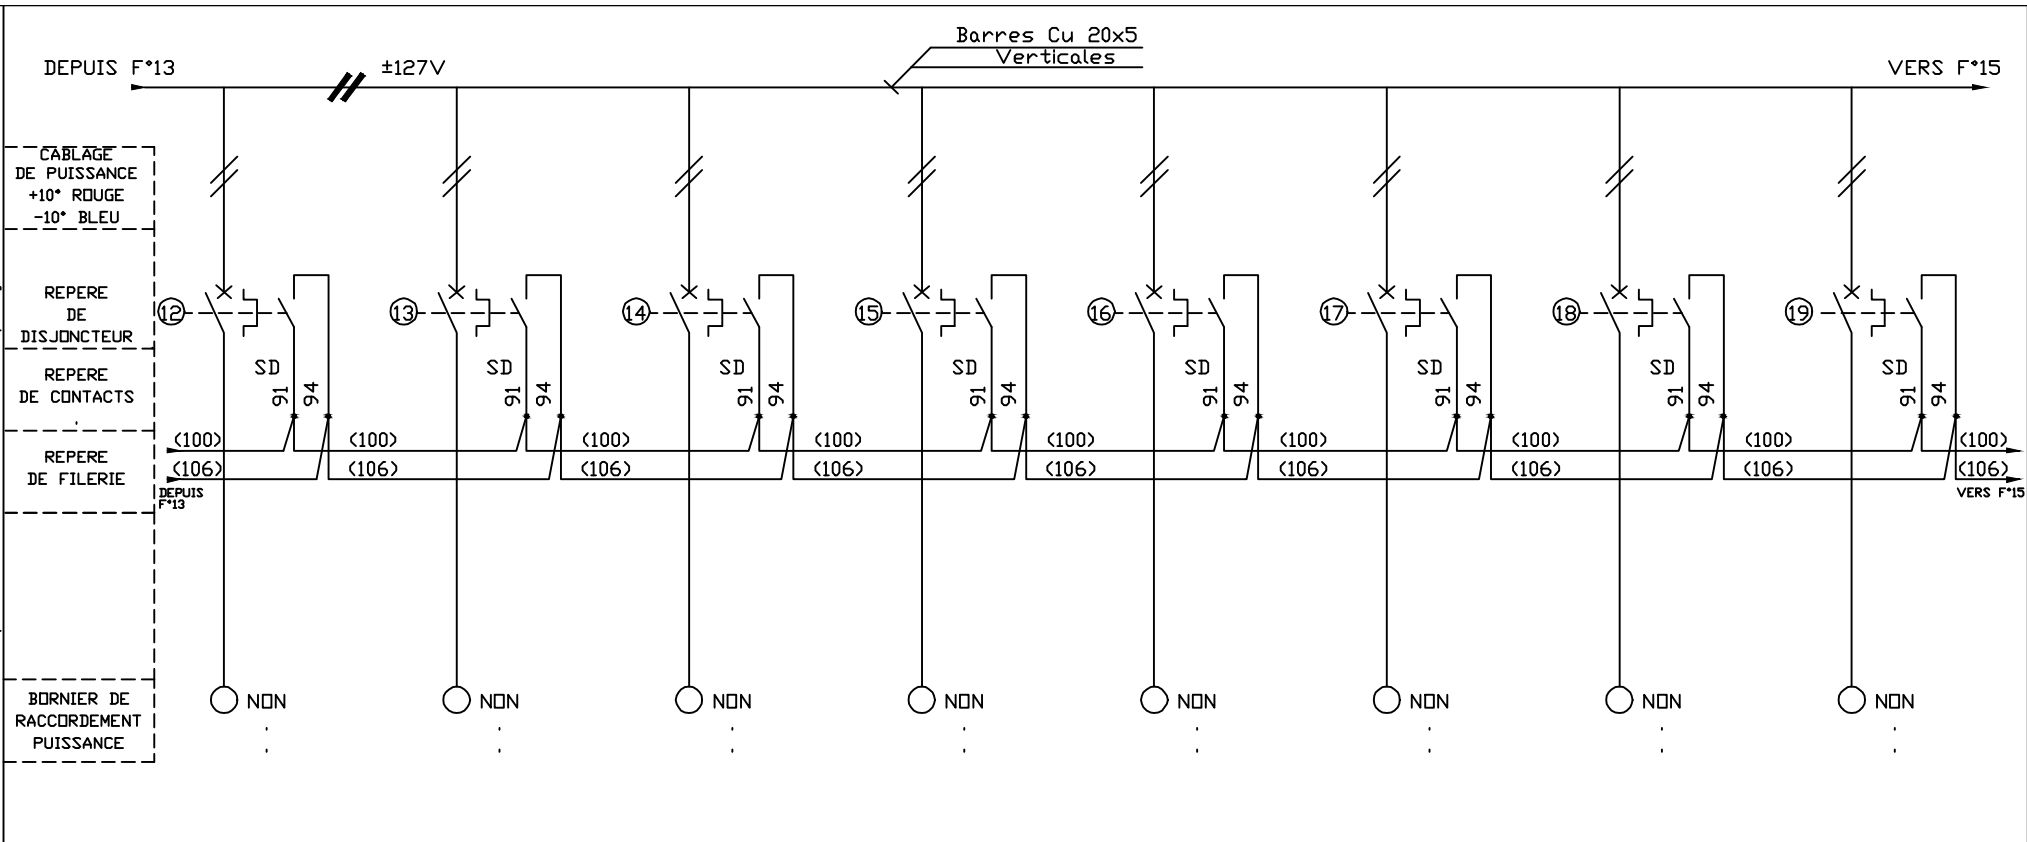 Barres Cu 20x5
Verticales
DEPUIS F°13
±127V
VERS F°15
CABLAGE
DE PUISSANCE
+10° ROUGE
-10° BLEU
REPERE
DE
DISJONCTEUR
12
13
14
15
16
17
18
19
REPERE
DE CONTACTS
SD 91 94
SD 91 94
SD 91 94
SD 91 94
SD 91 94
SD 91 94
SD 91 94
SD 91 94
REPERE
DE FILERIE
(100) (100) (100) (100) (100) (100) (100) (100) (100)
(106) (106) (106) (106) (106) (106) (106) (106) (106)
DEPUIS
F°13
VERS F°15
BORNIER DE
RACCORDEMENT
PUISSANCE
NON NON NON NON NON NON NON NON